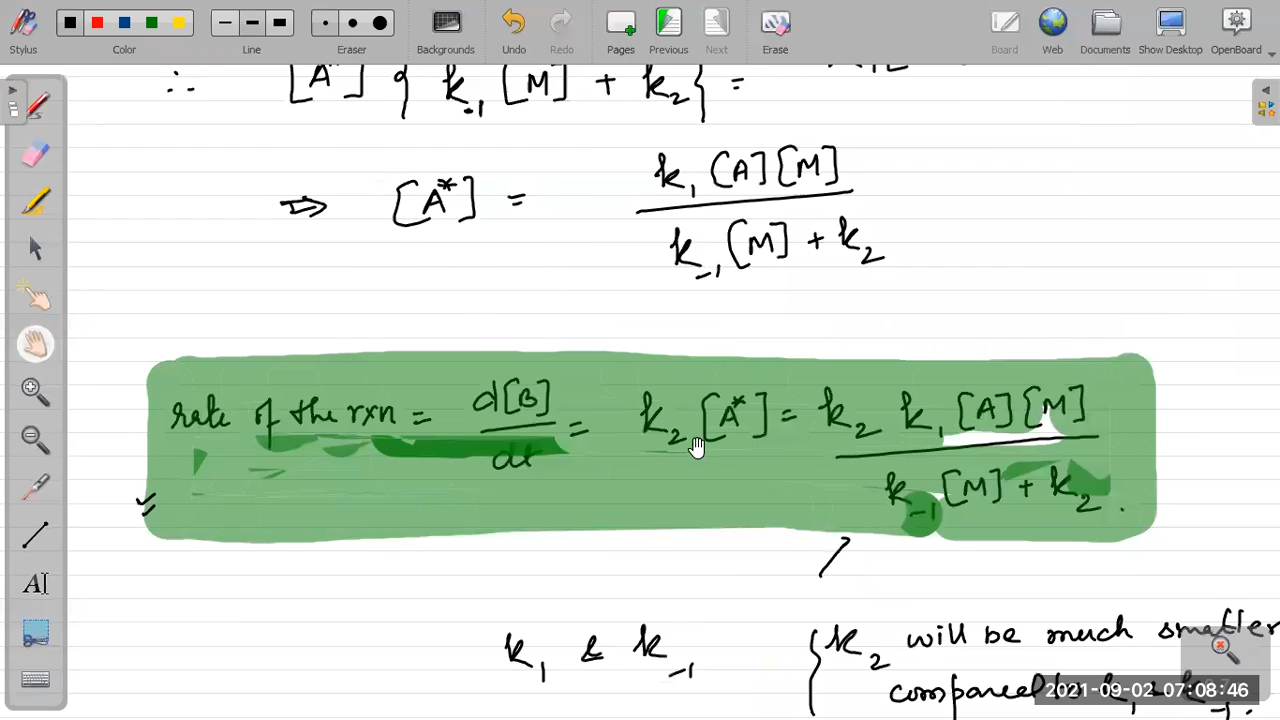 Stylus Color Line Eraser Backgrounds Undo Redo Pages Previous Next Erase Board Web Documents Show Desktop OpenBoard
∴ [A*] { k₋₁ [M] + k₂ } =
⇒ [A*] = k₁ [A][M] / k₋₁ [M] + k₂
rate of the rxn = d[B] / dt = k₂ [A*] = k₂ k₁ [A][M] / k₋₁ [M] + k₂ .
k₁ & k₋₁ { k₂ will be much smaller
compared to k₋₁.
2021-09-02 07:08:46